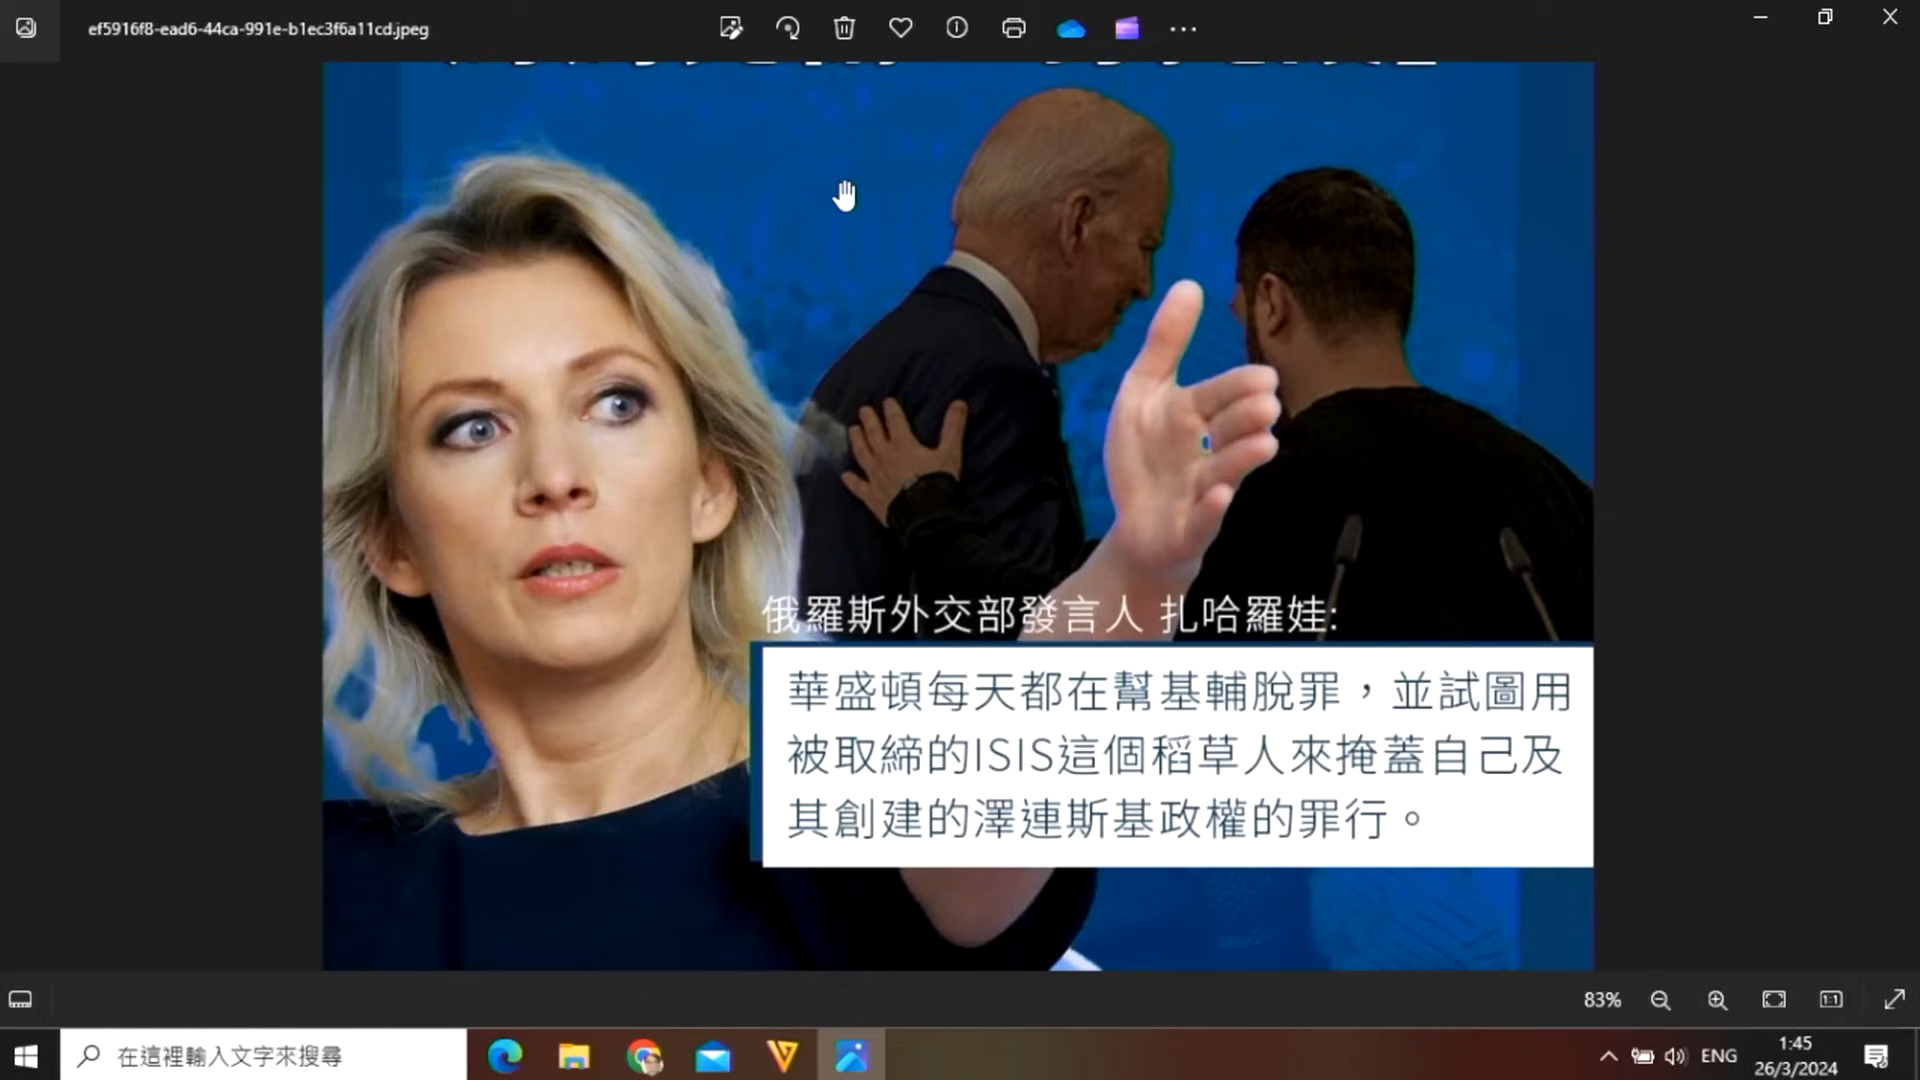 ef5916f8-ead6-44ca-991e-b1ec3f6a11cd.jpeg
俄羅斯外交部發言人 扎哈羅娃:
華盛頓每天都在幫基輔脫罪，並試圖用
被取締的ISIS這個稻草人來掩蓋自己及
其創建的澤連斯基政權的罪行。
83%
在這裡輸入文字來搜尋
ENG
1:45
26/3/2024